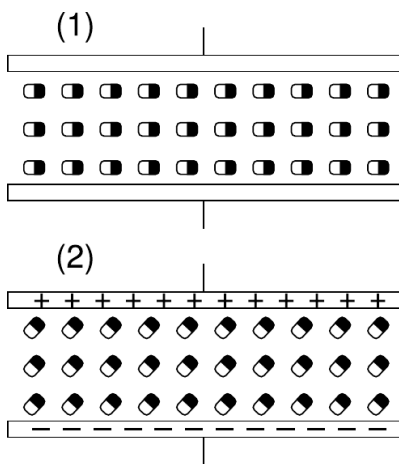 (1)
(2)
+ + + + + + + + + + + +
− − − − − − − − − − − −